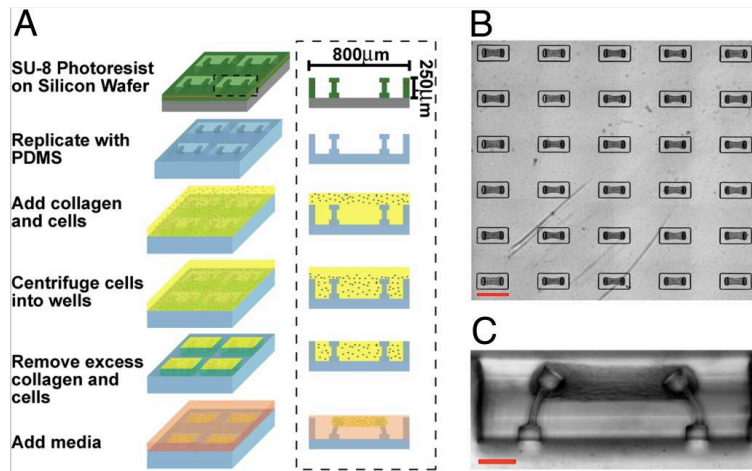 A
SU-8 Photoresist
on Silicon Wafer
800μm
250μm
Replicate with
PDMS
Add collagen
and cells
Centrifuge cells
into wells
Remove excess
collagen and
cells
Add media
B
C